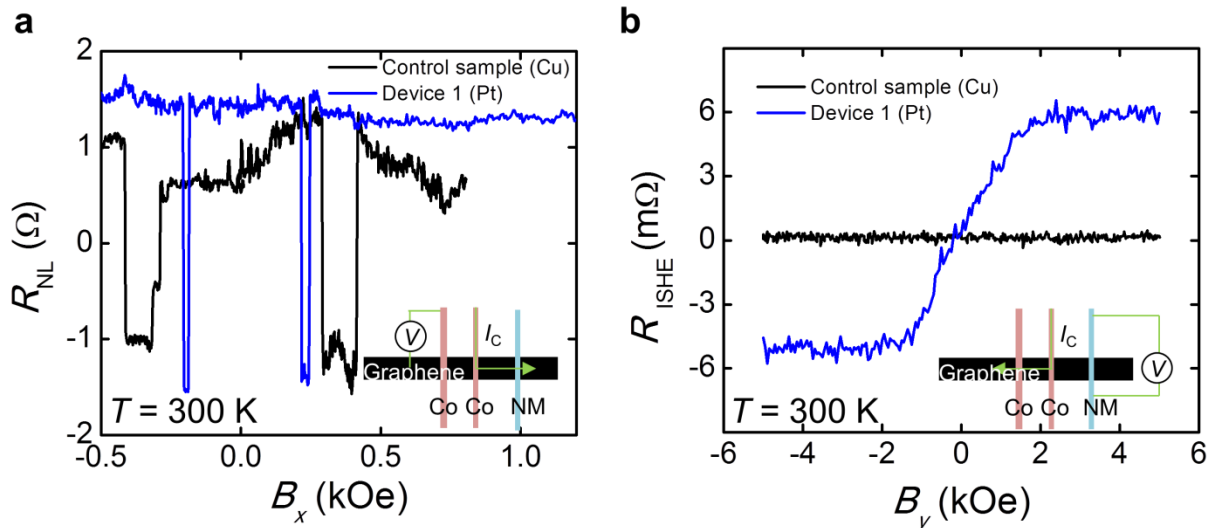 a
Control sample (Cu)
Device 1 (Pt)
2
1
0
-1
-2
R_NL (Ω)
V
I_C
Graphene
Co Co NM
T = 300 K
-0.5 0.0 0.5 1.0
B_x (kOe)
b
Control sample (Cu)
Device 1 (Pt)
6
3
0
-3
-6
R_ISHE (mΩ)
I_C
Graphene
V
Co Co NM
T = 300 K
-6 -4 -2 0 2 4 6
B_y (kOe)